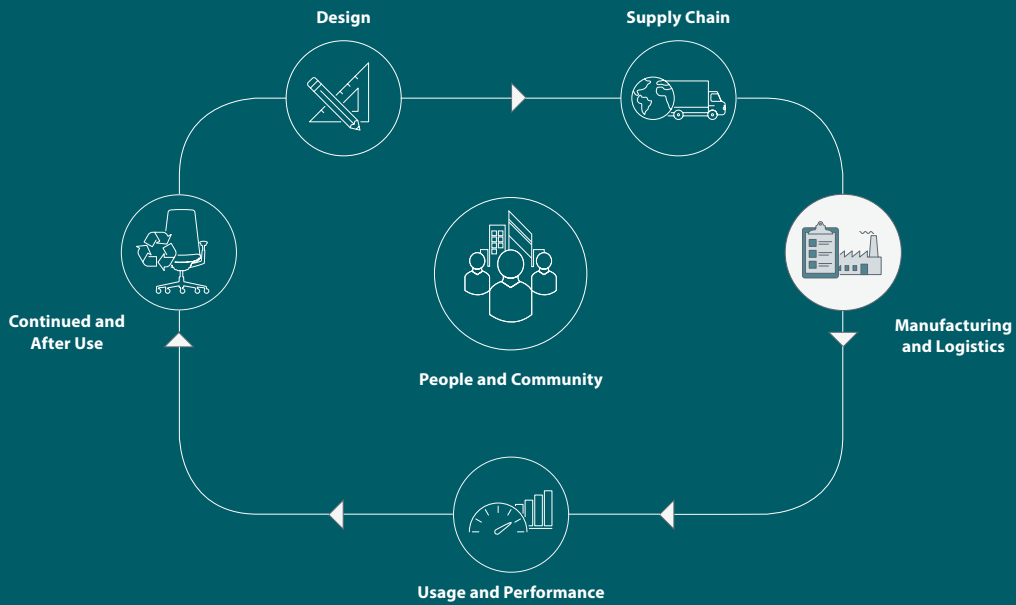 Design
Supply Chain
Continued and
After Use
Manufacturing
and Logistics
People and Community
Usage and Performance